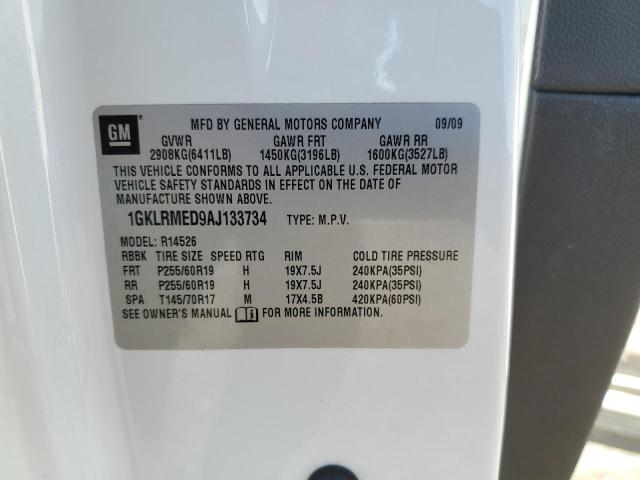 GM
MFD BY GENERAL MOTORS COMPANY 09/09
GVWR GAWR FRT GAWR RR
2908KG(6411LB) 1450KG(3196LB) 1600KG(3527LB)
THIS VEHICLE CONFORMS TO ALL APPLICABLE U.S. FEDERAL MOTOR
VEHICLE SAFETY STANDARDS IN EFFECT ON THE DATE OF
MANUFACTURE SHOWN ABOVE.
1GKLRMED9AJ133734 TYPE: M.P.V.
MODEL: R14526
RBBK TIRE SIZE SPEED RTG RIM COLD TIRE PRESSURE
FRT P255/60R19 H 19X7.5J 240KPA(35PSI)
RR P255/60R19 H 19X7.5J 240KPA(35PSI)
SPA T145/70R17 M 17X4.5B 420KPA(60PSI)
SEE OWNER'S MANUAL FOR MORE INFORMATION.